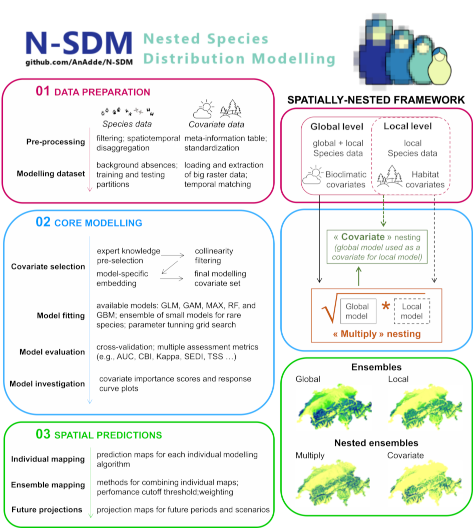 N-SDM
github.com/AnAdde/N-SDM
Nested Species
Distribution Modelling
01 DATA PREPARATION
Species data
Covariate data
Pre-processing
filtering; spatiotemporal
disaggregation
meta-information table;
standardization
Modelling dataset
background absences;
training and testing
partitions
loading and extraction
of big raster data;
temporal matching
02 CORE MODELLING
Covariate selection
expert knowledge
pre-selection
collinearity
filtering
model-specific
embedding
final modelling
covariate set
Model fitting
available models: GLM, GAM, MAX, RF, and
GBM; ensemble of small models for rare
species; parameter tunning grid search
Model evaluation
cross-validation; multiple assessment metrics
(e.g., AUC, CBI, Kappa, SEDI, TSS …)
Model investigation
covariate importance scores and response
curve plots
03 SPATIAL PREDICTIONS
Individual mapping
prediction maps for each individual modelling
algorithm
Ensemble mapping
methods for combining individual maps;
perfomance cutoff threshold;weighting
Future projections
projection maps for future periods and scenarios
SPATIALLY-NESTED FRAMEWORK
Global level
Local level
global + local
Species data
local
Species data
Bioclimatic
covariates
Habitat
covariates
« Covariate » nesting
(global model used as a
covariate for local model)
√ Global
model
*
Local
model
« Multiply » nesting
Ensembles
Global
Local
Nested ensembles
Multiply
Covariate